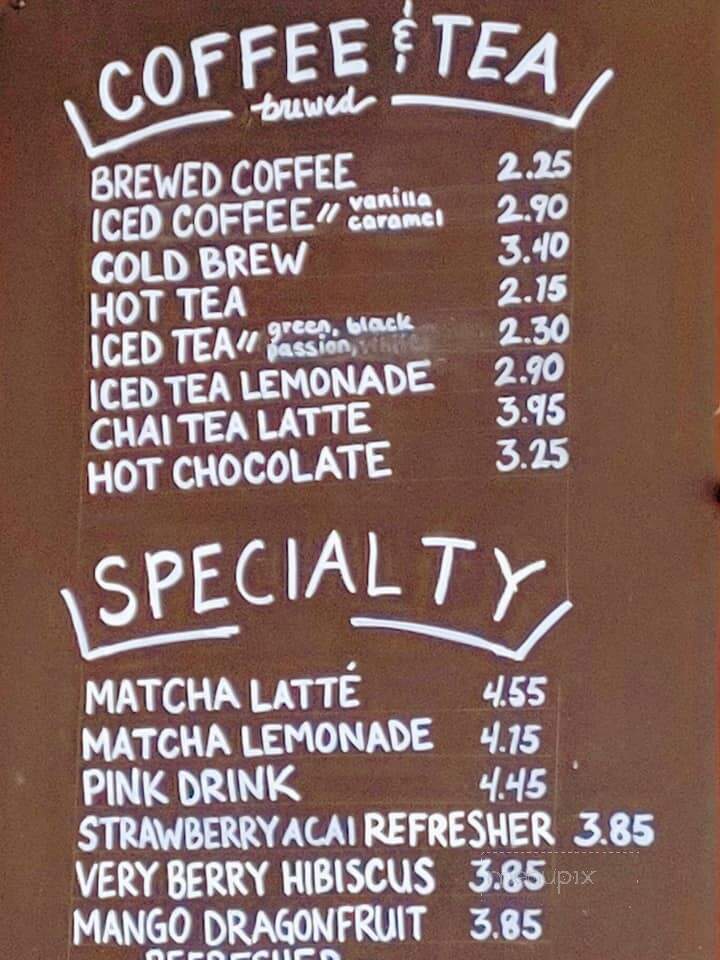 COFFEE & TEA
brewed
BREWED COFFEE 2.25
ICED COFFEE // vanilla caramel 2.90
COLD BREW 3.40
HOT TEA 2.15
ICED TEA // green, black passion, 2.30
ICED TEA LEMONADE 2.90
CHAI TEA LATTE 3.95
HOT CHOCOLATE 3.25
SPECIALTY
MATCHA LATTÉ 4.55
MATCHA LEMONADE 4.15
PINK DRINK 4.45
STRAWBERRY ACAI REFRESHER 3.85
VERY BERRY HIBISCUS 3.85
MANGO DRAGONFRUIT 3.85
REFRESHER